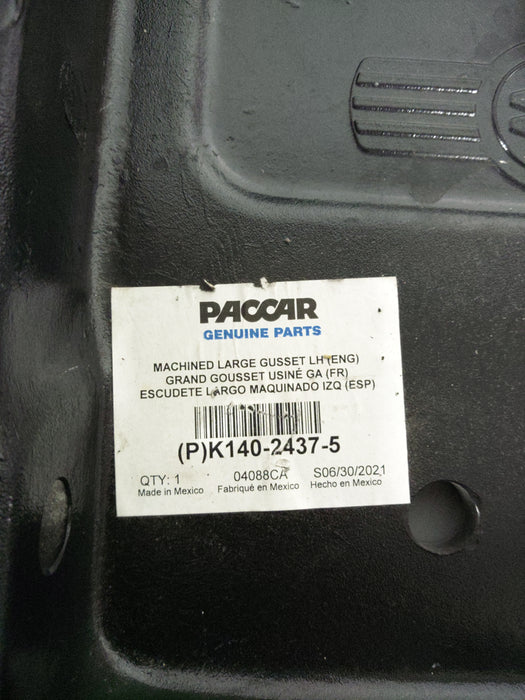 PACCAR
GENUINE PARTS
MACHINED LARGE GUSSET LH (ENG)
GRAND GOUSSET USINÉ GA (FR)
ESCUDETE LARGO MAQUINADO IZQ (ESP)
(P)K140-2437-5
QTY: 1 04088CA S06/30/2021
Made in Mexico Fabriqué en Mexico Hecho en Mexico